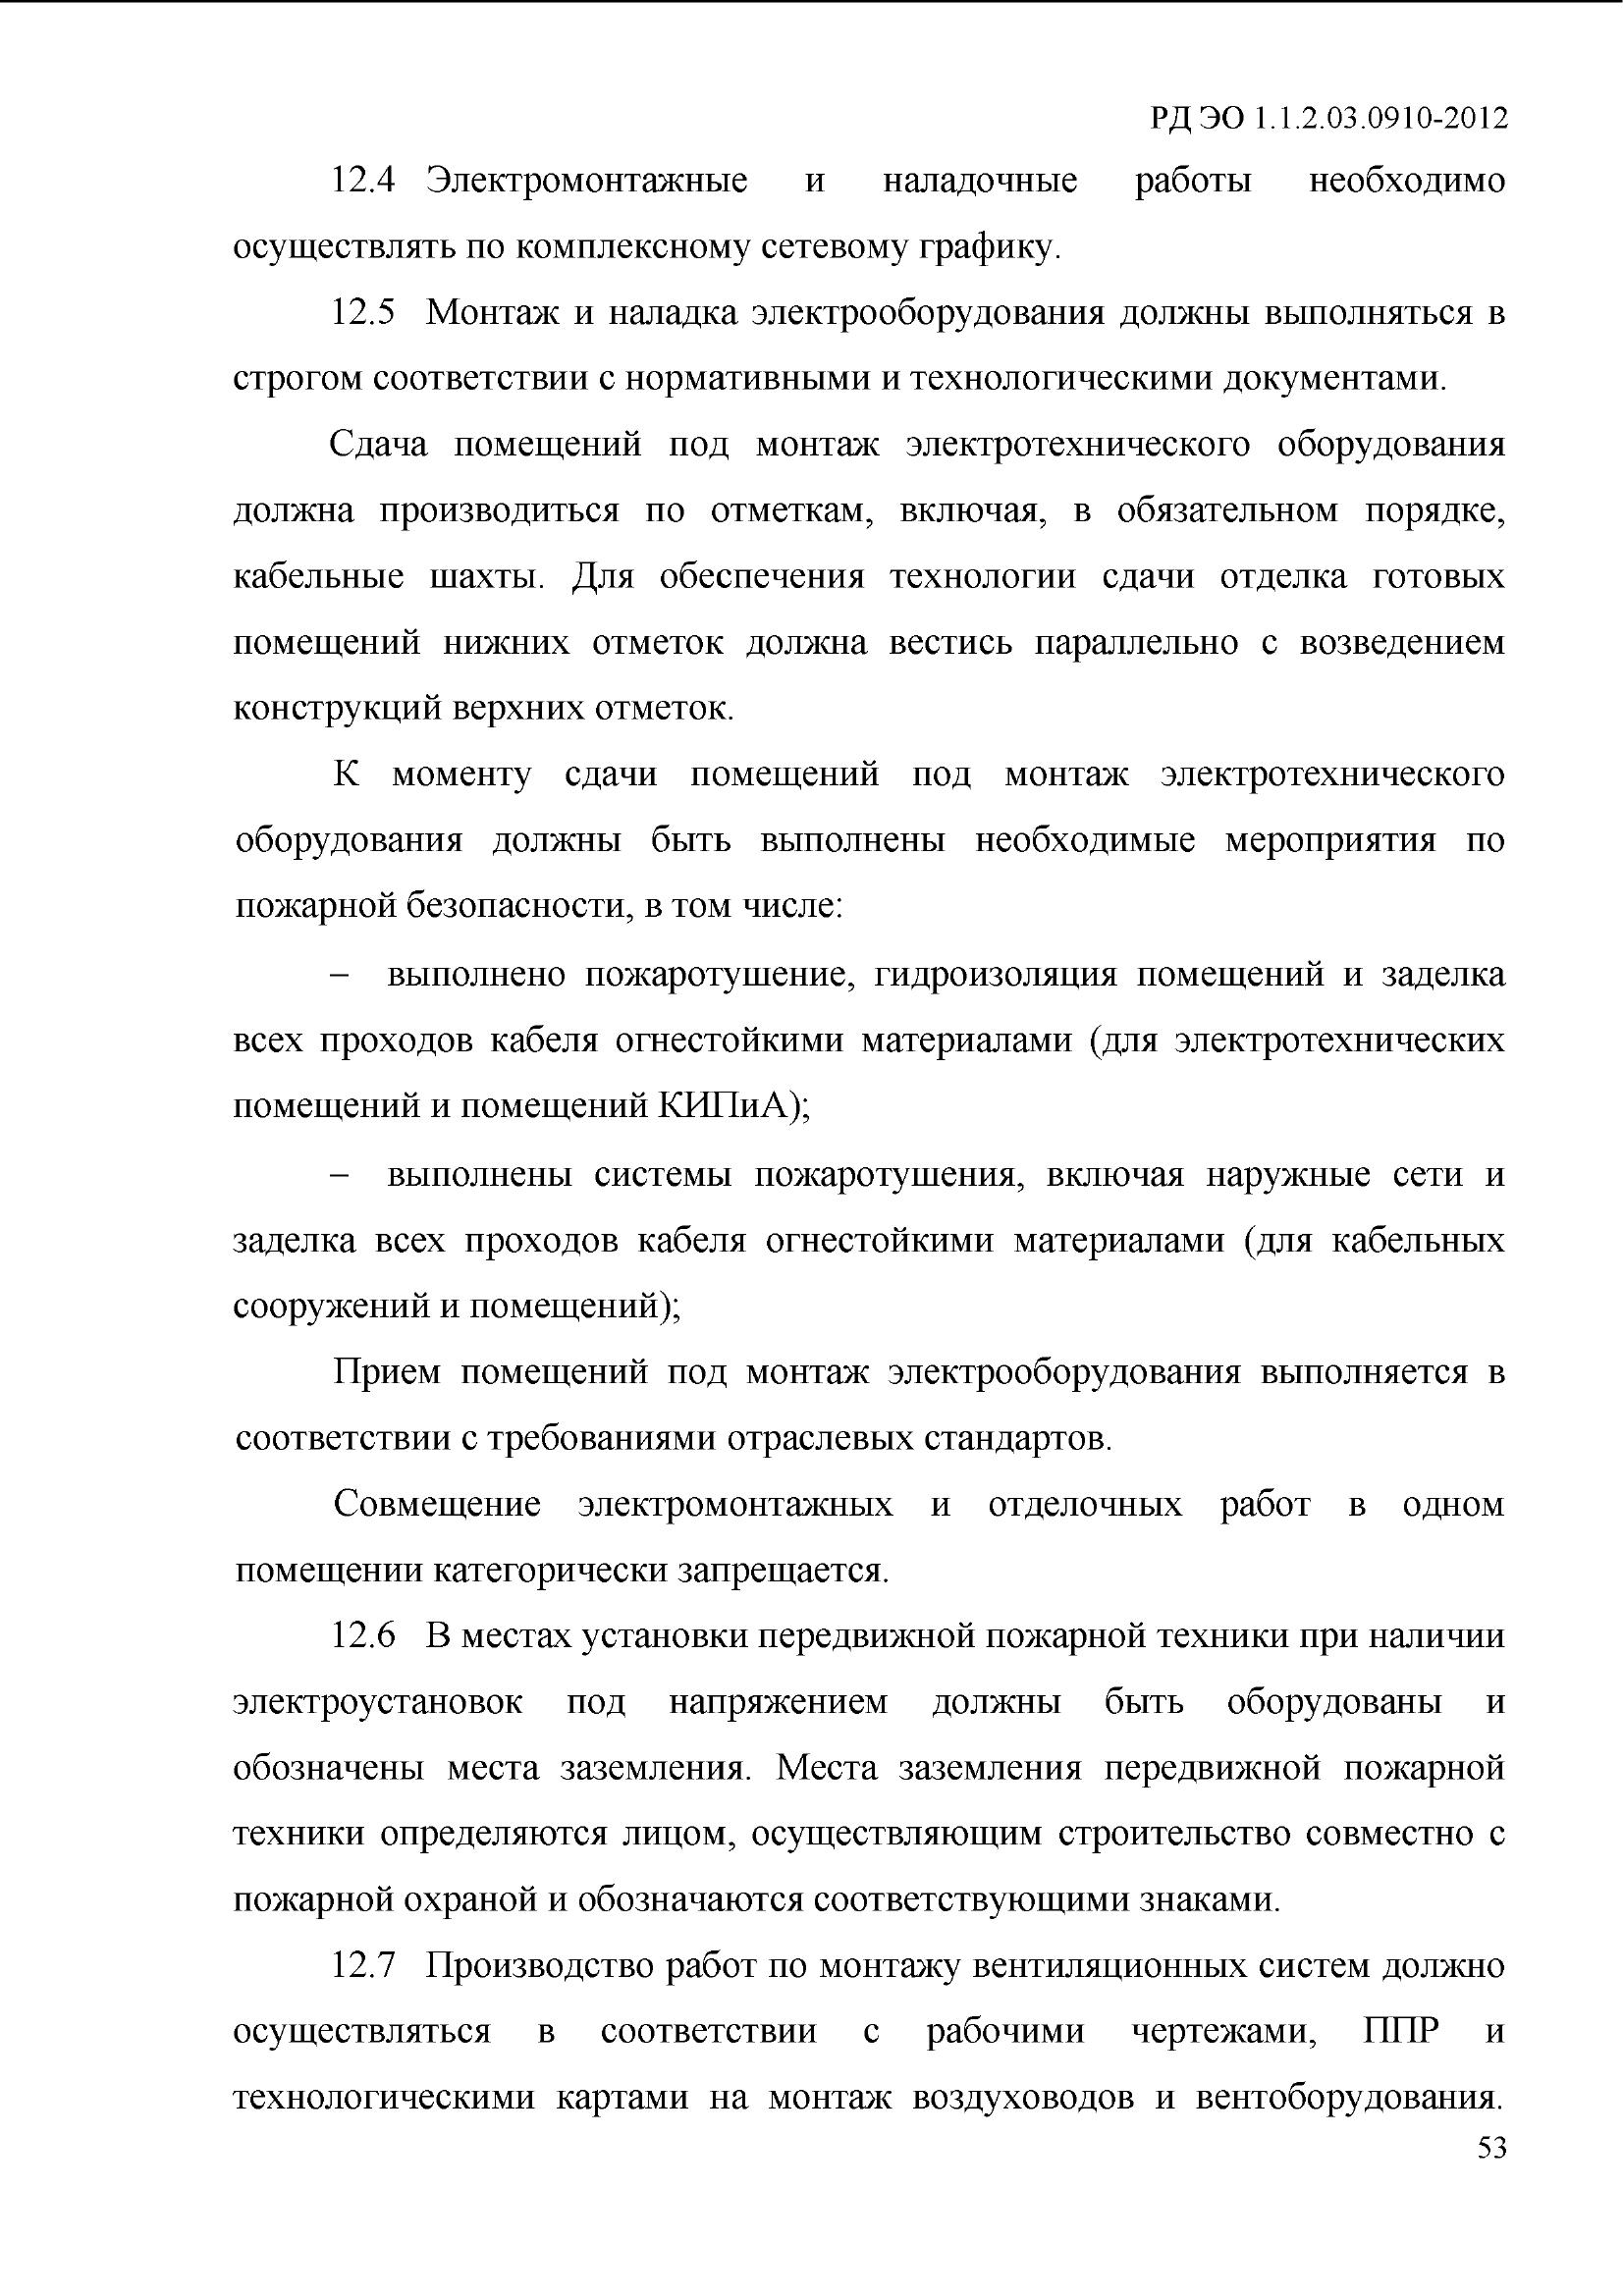 РД ЭО 1.1.2.03.0910-2012
12.4 Электромонтажные и наладочные работы необходимо
осуществлять по комплексному сетевому графику.
12.5 Монтаж и наладка электрооборудования должны выполняться в
строгом соответствии с нормативными и технологическими документами.
Сдача помещений под монтаж электротехнического оборудования
должна производиться по отметкам, включая, в обязательном порядке,
кабельные шахты. Для обеспечения технологии сдачи отделка готовых
помещений нижних отметок должна вестись параллельно с возведением
конструкций верхних отметок.
К моменту сдачи помещений под монтаж электротехнического
оборудования должны быть выполнены необходимые мероприятия по
пожарной безопасности, в том числе:
– выполнено пожаротушение, гидроизоляция помещений и заделка
всех проходов кабеля огнестойкими материалами (для электротехнических
помещений и помещений КИПиА);
– выполнены системы пожаротушения, включая наружные сети и
заделка всех проходов кабеля огнестойкими материалами (для кабельных
сооружений и помещений);
Прием помещений под монтаж электрооборудования выполняется в
соответствии с требованиями отраслевых стандартов.
Совмещение электромонтажных и отделочных работ в одном
помещении категорически запрещается.
12.6 В местах установки передвижной пожарной техники при наличии
электроустановок под напряжением должны быть оборудованы и
обозначены места заземления. Места заземления передвижной пожарной
техники определяются лицом, осуществляющим строительство совместно с
пожарной охраной и обозначаются соответствующими знаками.
12.7 Производство работ по монтажу вентиляционных систем должно
осуществляться в соответствии с рабочими чертежами, ППР и
технологическими картами на монтаж воздуховодов и вентоборудования.
53